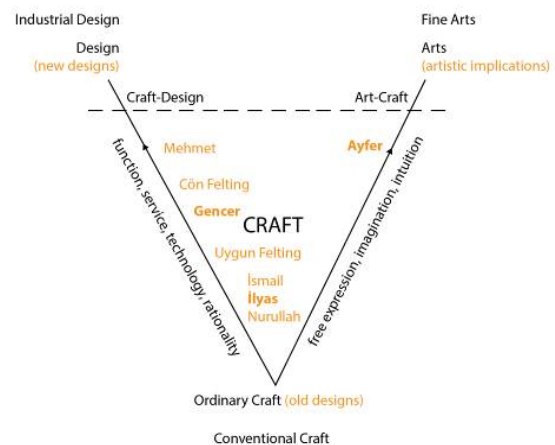 Industrial Design
Fine Arts
Design
(new designs)
Arts
(artistic implications)
Craft-Design
Art-Craft
Mehmet
Ayfer
Cön Felting
Gencer
CRAFT
Uygun Felting
İsmail
İlyas
Nurullah
function, service, technology, rationality
free expression, imagination, intuition
Ordinary Craft (old designs)
Conventional Craft